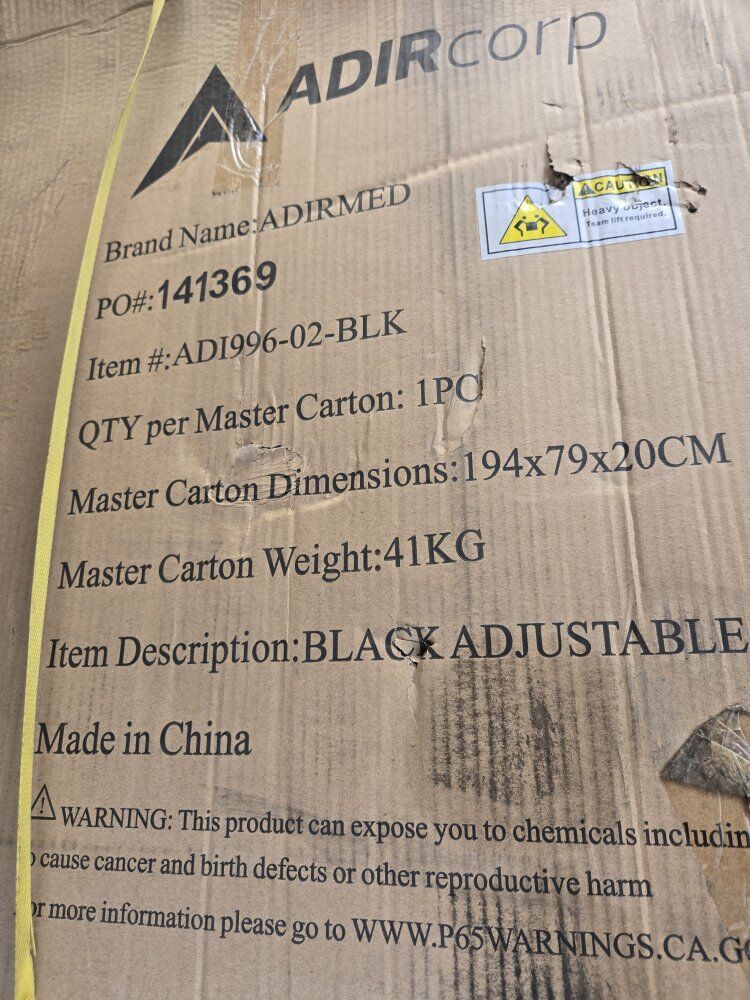 ADIRcorp
CAUTION
Heavy object.
Team lift required.
Brand Name:ADIRMED
PO#:141369
Item #:ADI996-02-BLK
QTY per Master Carton: 1PC
Master Carton Dimensions:194x79x20CM
Master Carton Weight:41KG
Item Description:BLACK ADJUSTABLE
Made in China
WARNING: This product can expose you to chemicals includin
o cause cancer and birth defects or other reproductive harm
or more information please go to WWW.P65WARNINGS.CA.G